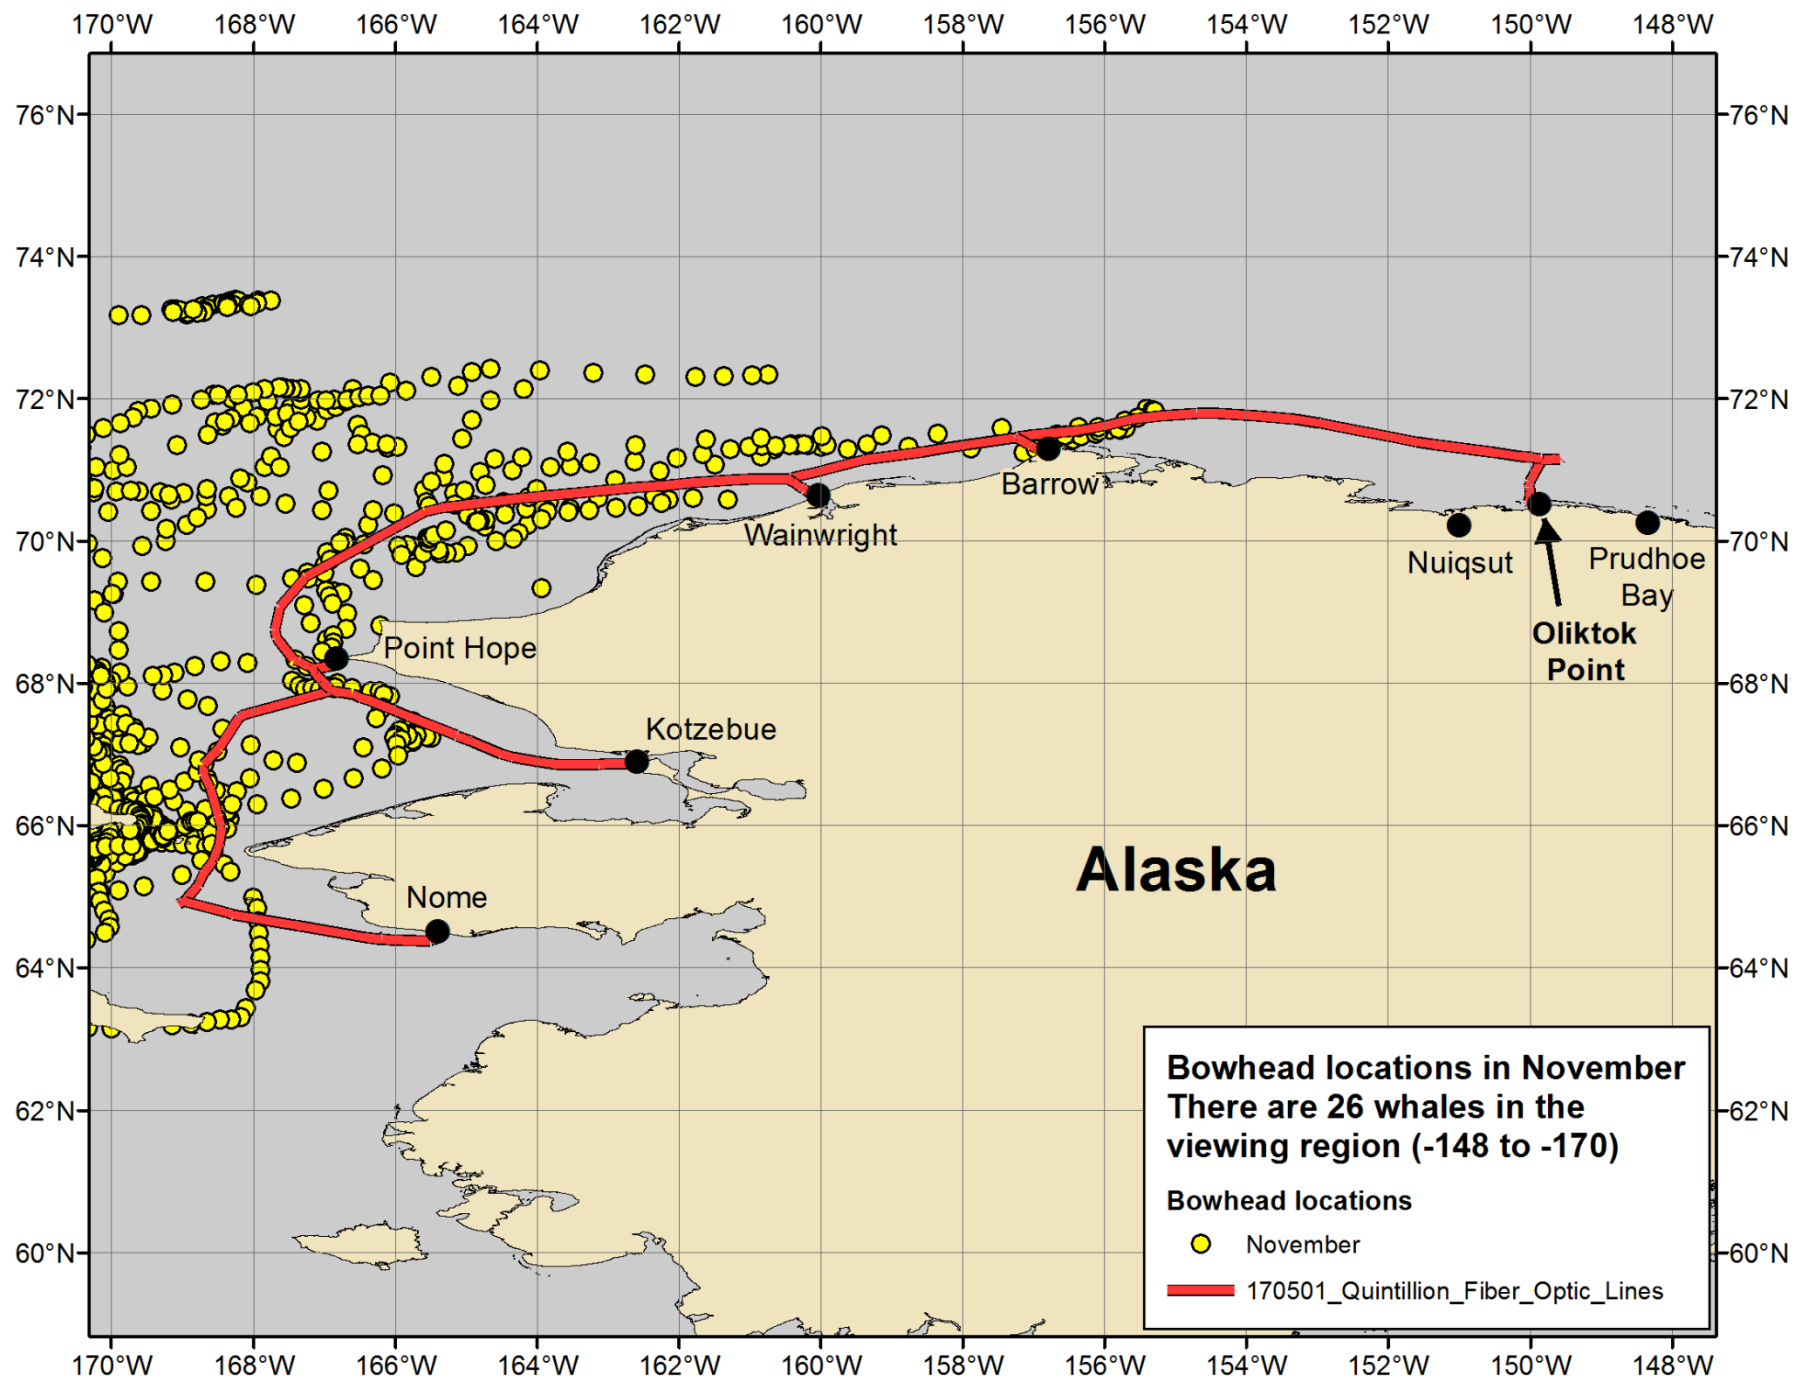 170°W 168°W 166°W 164°W 162°W 160°W 158°W 156°W 154°W 152°W 150°W 148°W
76°N 76°N
74°N 74°N
72°N 72°N
Barrow
Wainwright
70°N 70°N
Nuiqsut
Prudhoe
Bay
Oliktok
Point
Point Hope
68°N 68°N
Kotzebue
66°N 66°N
Alaska
Nome
64°N 64°N
Bowhead locations in November
There are 26 whales in the
viewing region (-148 to -170)
62°N 62°N
Bowhead locations
November
60°N 60°N
170501_Quintillion_Fiber_Optic_Lines
170°W 168°W 166°W 164°W 162°W 160°W 158°W 156°W 154°W 152°W 150°W 148°W